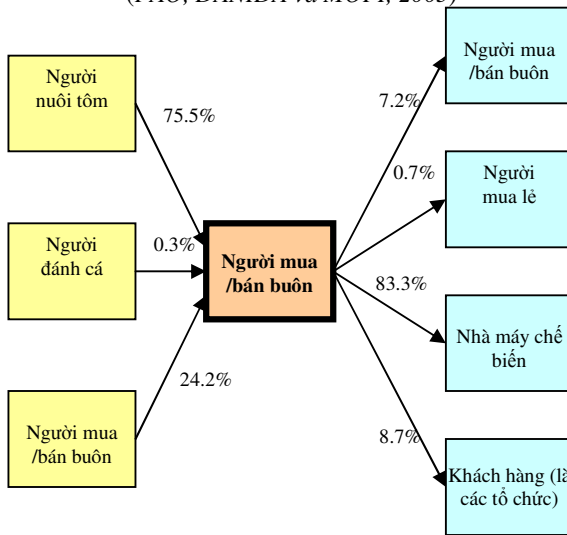 Người mua
/bán buôn
Người
nuôi tôm
7.2%
75.5%
0.7%
Người
mua lẻ
Người
đánh cá
0.3%
Người mua
/bán buôn
83.3%
Nhà máy chế
biến
24.2%
Người mua
/bán buôn
8.7%
Khách hàng (là
các tổ chức)